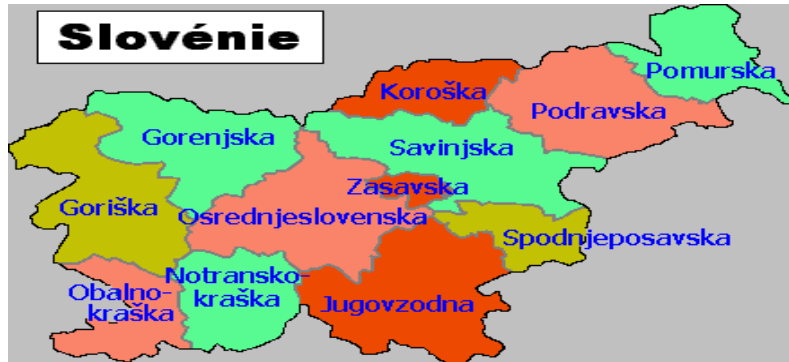 Slovénie
Koroška
Pomurska
Podravska
Gorenjska
Savinjska
Zasavska
Goriška
Osrednjeslovenska
Spodnjeposavska
Notransko-
kraška
Obalno-
kraška
Jugovzodna